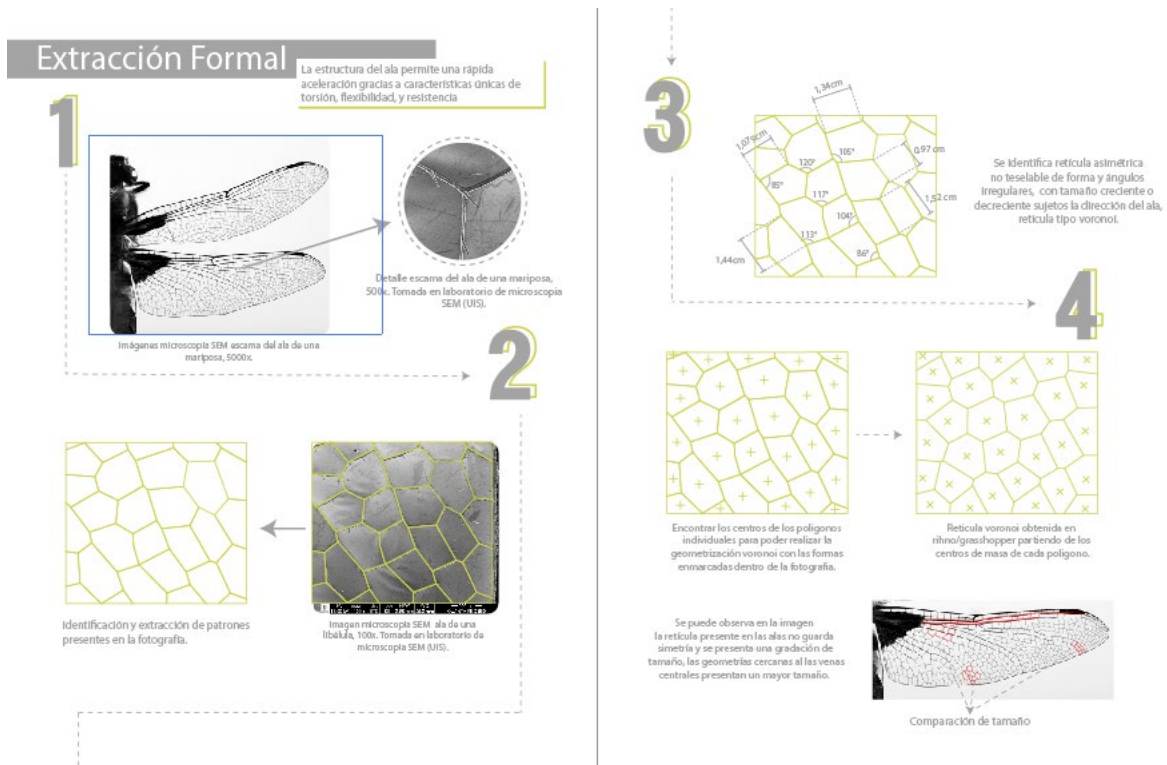 Extracción Formal
La estructura del ala permite una rápida
aceleración gracias a características únicas de
torsión, flexibilidad, y resistencia
1
Detalle escama del ala de una mariposa,
500x. Tomada en laboratorio de microscopia
SEM (UIS).
Imágenes microscopia SEM escama del ala de una
mariposa, 5000x.
2
Identificación y extracción de patrones
presentes en la fotografía.
Imagen microscopia SEM ala de una
libélula, 100x. Tomada en laboratorio de
microscopia SEM (UIS).
3
1,34cm
1,079cm
105°
0,97 cm
120°
85°
117°
1,52 cm
104°
113°
86°
1,44cm
Se identifica retícula asimétrica
no teselable de forma y ángulos
irregulares, con tamaño creciente o
decreciente sujetos la dirección del ala,
retícula tipo voronoi.
4
Encontrar los centros de los polígonos
individuales para poder realizar la
geometrización voronoi con las formas
enmarcadas dentro de la fotografía.
Retícula voronoi obtenida en
rihno/grasshopper partiendo de los
centros de masa de cada polígono.
Se puede observa en la imagen
la retícula presente en las alas no guarda
simetría y se presenta una gradación de
tamaño, las geometrías cercanas al las venas
centrales presentan un mayor tamaño.
Comparación de tamaño